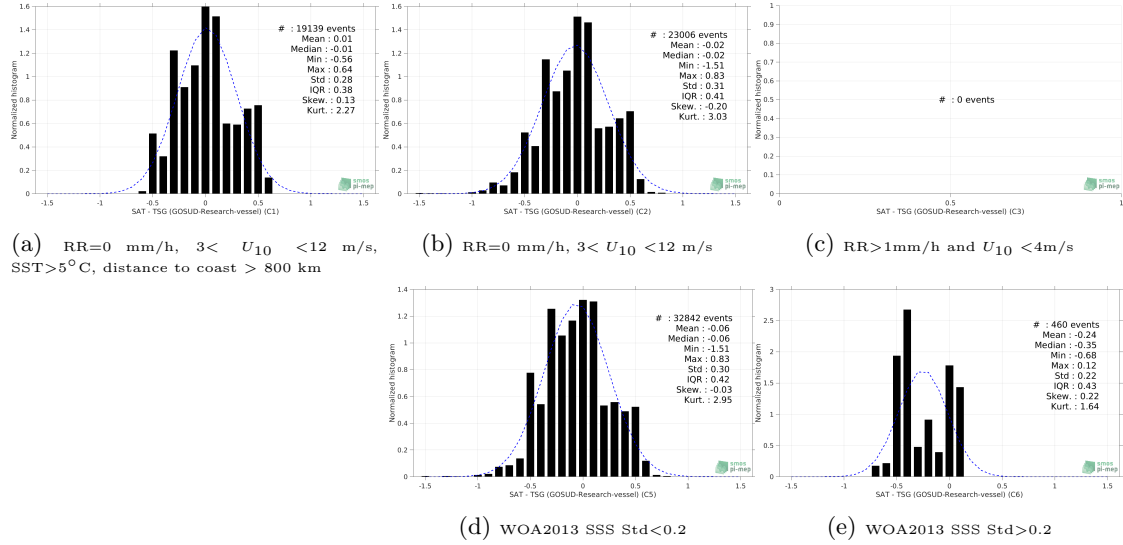 1.6
1.4
1.2
1
0.8
0.6
0.4
0.2
0
-1.5 -1 -0.5 0 0.5 1 1.5
Normalized histogram
# : 19139 events
Mean : 0.01
Median : -0.01
Min : -0.56
Max : 0.64
Std : 0.28
IQR : 0.38
Skew. : 0.13
Kurt. : 2.27
smos
pi-mep
SAT - TSG (GOSUD-Research-vessel) (C1)
(a) RR=0 mm/h, 3< U10 <12 m/s,
SST>5°C, distance to coast > 800 km
1.6
1.4
1.2
1
0.8
0.6
0.4
0.2
0
-1.5 -1 -0.5 0 0.5 1 1.5
Normalized histogram
# : 23006 events
Mean : -0.02
Median : -0.02
Min : -1.51
Max : 0.83
Std : 0.31
IQR : 0.41
Skew. : -0.20
Kurt. : 3.03
smos
pi-mep
SAT - TSG (GOSUD-Research-vessel) (C2)
(b) RR=0 mm/h, 3< U10 <12 m/s
1
0.9
0.8
0.7
0.6
0.5
0.4
0.3
0.2
0.1
0
0 0.5 1
Normalized histogram
# : 0 events
smos
pi-mep
SAT - TSG (GOSUD-Research-vessel) (C3)
(c) RR>1mm/h and U10 <4m/s
1.4
1.2
1
0.8
0.6
0.4
0.2
0
-1.5 -1 -0.5 0 0.5 1 1.5
Normalized histogram
# : 32842 events
Mean : -0.06
Median : -0.06
Min : -1.51
Max : 0.83
Std : 0.30
IQR : 0.42
Skew. : -0.03
Kurt. : 2.95
smos
pi-mep
SAT - TSG (GOSUD-Research-vessel) (C5)
(d) WOA2013 SSS Std<0.2
3
2.5
2
1.5
1
0.5
0
-1.5 -1 -0.5 0 0.5 1 1.5
Normalized histogram
# : 460 events
Mean : -0.24
Median : -0.35
Min : -0.68
Max : 0.12
Std : 0.22
IQR : 0.43
Skew. : 0.22
Kurt. : 1.64
smos
pi-mep
SAT - TSG (GOSUD-Research-vessel) (C6)
(e) WOA2013 SSS Std>0.2